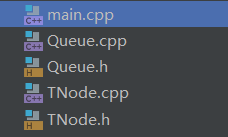 C++ main.cpp
C++ Queue.cpp
H Queue.h
C++ TNode.cpp
H TNode.h